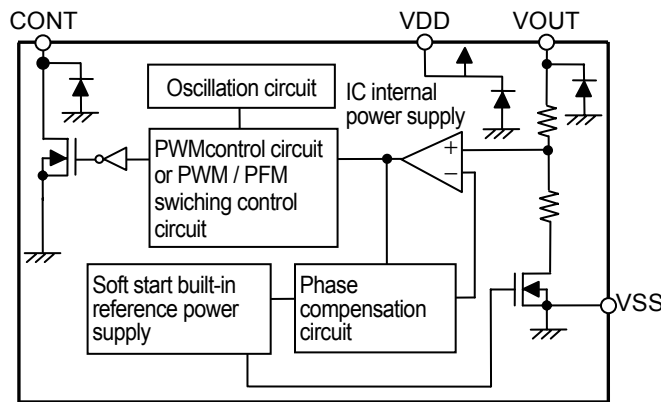 CONT
VDD
VOUT
Oscillation circuit
IC internal
power supply
PWMcontrol circuit
or PWM / PFM
swiching control
circuit
+
−
Soft start built-in
reference power
supply
Phase
compensation
circuit
VSS